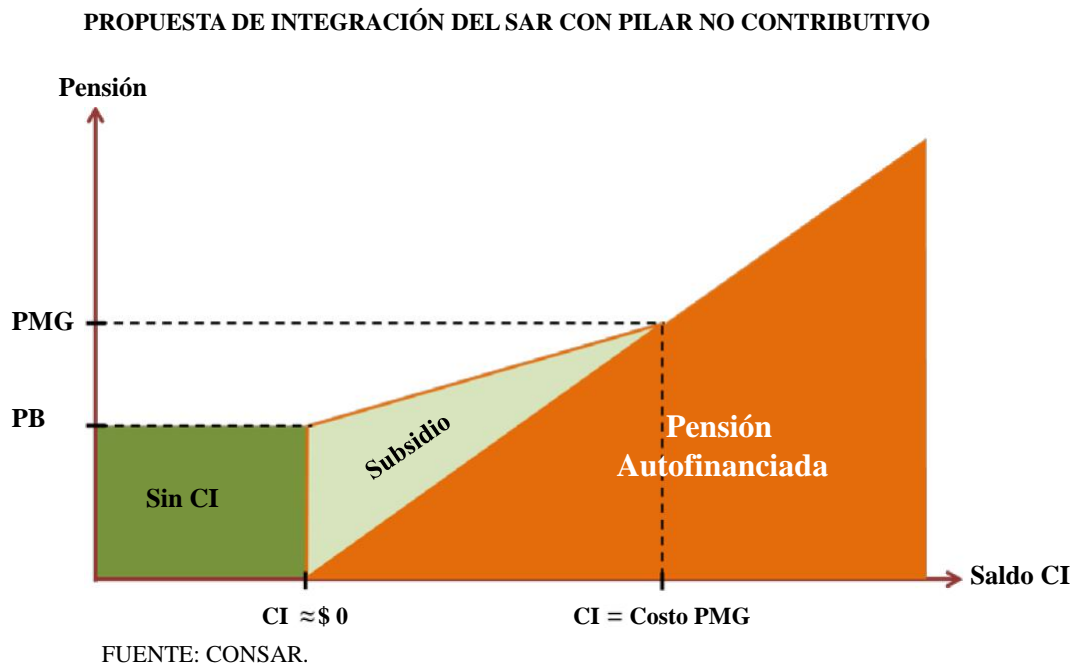 PROPUESTA DE INTEGRACIÓN DEL SAR CON PILAR NO CONTRIBUTIVO
Pensión
PMG
PB
Sin CI
Subsidio
Pensión
Autofinanciada
Saldo CI
CI ≈$ 0
CI = Costo PMG
FUENTE: CONSAR.